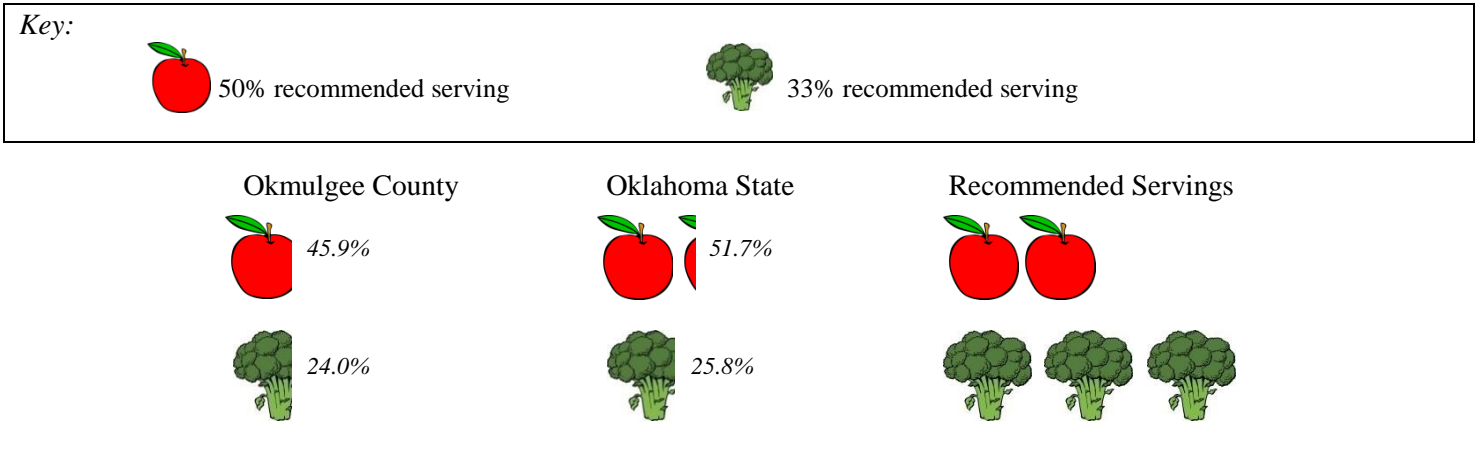 Key:
50% recommended serving 33% recommended serving
Okmulgee County Oklahoma State Recommended Servings
45.9% 51.7%
24.0% 25.8%